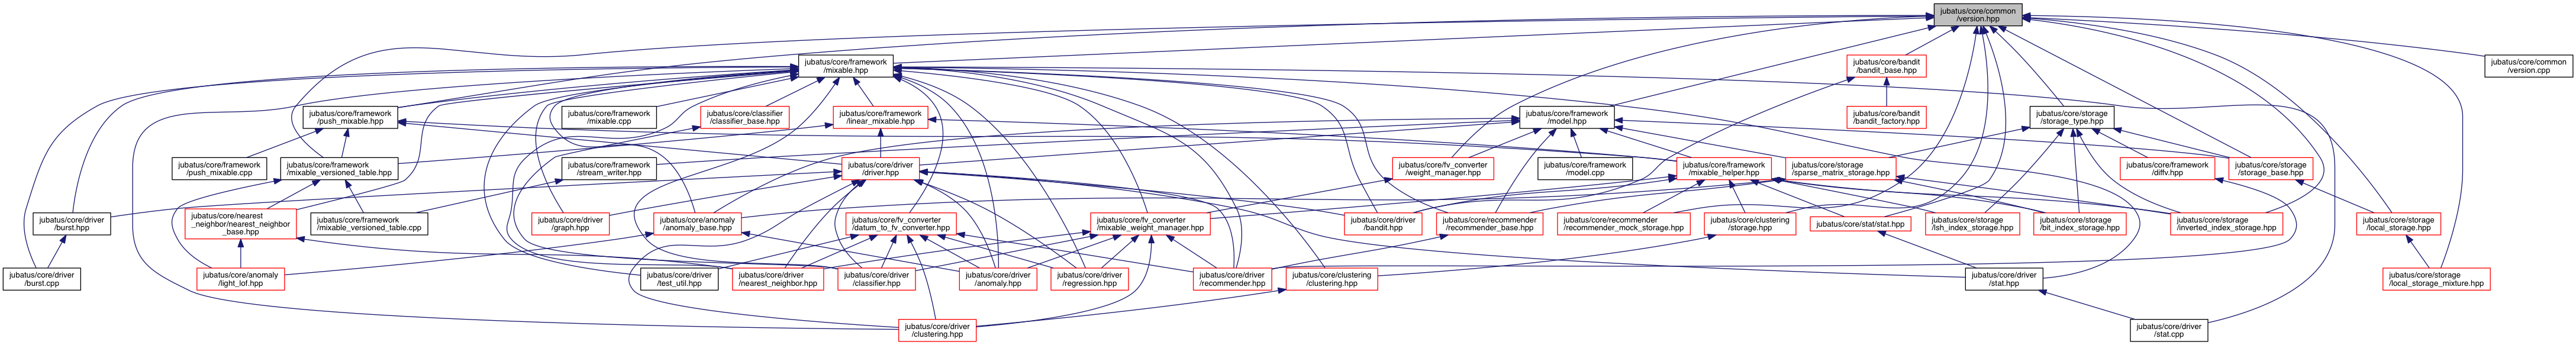 jubatus/core/common
/version.hpp
jubatus/core/framework
/mixable.hpp
jubatus/core/bandit
/bandit_base.hpp
jubatus/core/common
/version.cpp
jubatus/core/framework
/push_mixable.hpp
jubatus/core/framework
/mixable.cpp
jubatus/core/classifier
/classifier_base.hpp
jubatus/core/framework
/linear_mixable.hpp
jubatus/core/framework
/model.hpp
jubatus/core/bandit
/bandit_factory.hpp
jubatus/core/storage
/storage_type.hpp
jubatus/core/framework
/push_mixable.cpp
jubatus/core/framework
/mixable_versioned_table.hpp
jubatus/core/framework
/stream_writer.hpp
jubatus/core/driver
/driver.hpp
jubatus/core/fv_converter
/weight_manager.hpp
jubatus/core/framework
/model.cpp
jubatus/core/framework
/mixable_helper.hpp
jubatus/core/storage
/sparse_matrix_storage.hpp
jubatus/core/framework
/diffv.hpp
jubatus/core/storage
/storage_base.hpp
jubatus/core/driver
/burst.hpp
jubatus/core/nearest
_neighbor/nearest_neighbor
_base.hpp
jubatus/core/framework
/mixable_versioned_table.cpp
jubatus/core/driver
/graph.hpp
jubatus/core/anomaly
/anomaly_base.hpp
jubatus/core/fv_converter
/datum_to_fv_converter.hpp
jubatus/core/fv_converter
/mixable_weight_manager.hpp
jubatus/core/driver
/bandit.hpp
jubatus/core/recommender
/recommender_base.hpp
jubatus/core/recommender
/recommender_mock_storage.hpp
jubatus/core/clustering
/storage.hpp
jubatus/core/stat/stat.hpp
jubatus/core/storage
/lsh_index_storage.hpp
jubatus/core/storage
/bit_index_storage.hpp
jubatus/core/storage
/inverted_index_storage.hpp
jubatus/core/storage
/local_storage.hpp
jubatus/core/driver
/burst.cpp
jubatus/core/anomaly
/light_lof.hpp
jubatus/core/driver
/test_util.hpp
jubatus/core/driver
/nearest_neighbor.hpp
jubatus/core/driver
/classifier.hpp
jubatus/core/driver
/anomaly.hpp
jubatus/core/driver
/regression.hpp
jubatus/core/driver
/recommender.hpp
jubatus/core/clustering
/clustering.hpp
jubatus/core/driver
/stat.hpp
jubatus/core/storage
/local_storage_mixture.hpp
jubatus/core/driver
/clustering.hpp
jubatus/core/driver
/stat.cpp